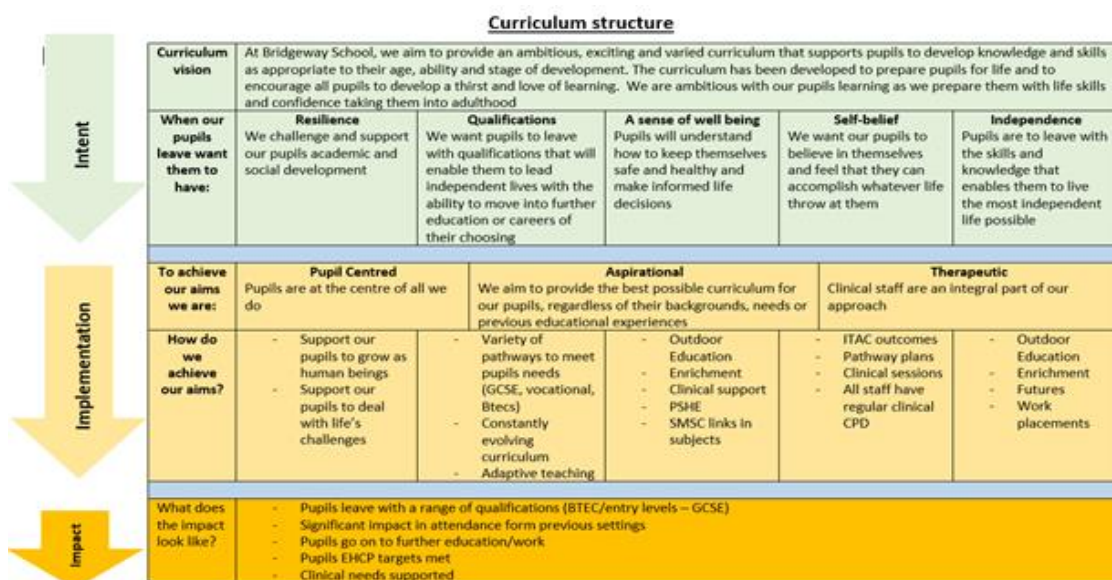 Curriculum structure
Intent
Curriculum vision
At Bridgeway School, we aim to provide an ambitious, exciting and varied curriculum that supports pupils to develop knowledge and skills
as appropriate to their age, ability and stage of development. The curriculum has been developed to prepare pupils for life and to
encourage all pupils to develop a thirst and love of learning. We are ambitious with our pupils learning as we prepare them with life skills
and confidence taking them into adulthood
When our
pupils
leave want
them to
have:
Resilience
We challenge and support
our pupils academic and
social development
Qualifications
We want pupils to leave
with qualifications that will
enable them to lead
independent lives with the
ability to move into further
education or careers of
their choosing
A sense of well being
Pupils will understand
how to keep themselves
safe and healthy and
make informed life
decisions
Self-belief
We want our pupils to
believe in themselves
and feel that they can
accomplish whatever life
throw at them
Independence
Pupils are to leave with
the skills and
knowledge that
enables them to live
the most independent
life possible
Implementation
To achieve
our aims
we are:
Pupil Centred
Pupils are at the centre of all we
do
Aspirational
We aim to provide the best possible curriculum for
our pupils, regardless of their backgrounds, needs or
previous educational experiences
Therapeutic
Clinical staff are an integral part of our
approach
How do
we
achieve
our aims?
- Support our
pupils to grow as
human beings
- Support our
pupils to deal
with life's
challenges
- Variety of
pathways to meet
pupils needs
(GCSE, vocational,
Btecs)
- Constantly
evolving
curriculum
- Adaptive teaching
- Outdoor
Education
- Enrichment
- Clinical support
- PSHE
- SMSC links in
subjects
- ITAC outcomes
- Pathway plans
- Clinical sessions
- All staff have
regular clinical
CPD
- Outdoor
Education
- Enrichment
- Futures
- Work
placements
Impact
What does
the impact
look like?
- Pupils leave with a range of qualifications (BTEC/entry levels – GCSE)
- Significant impact in attendance form previous settings
- Pupils go on to further education/work
- Pupils EHCP targets met
- Clinical needs supported